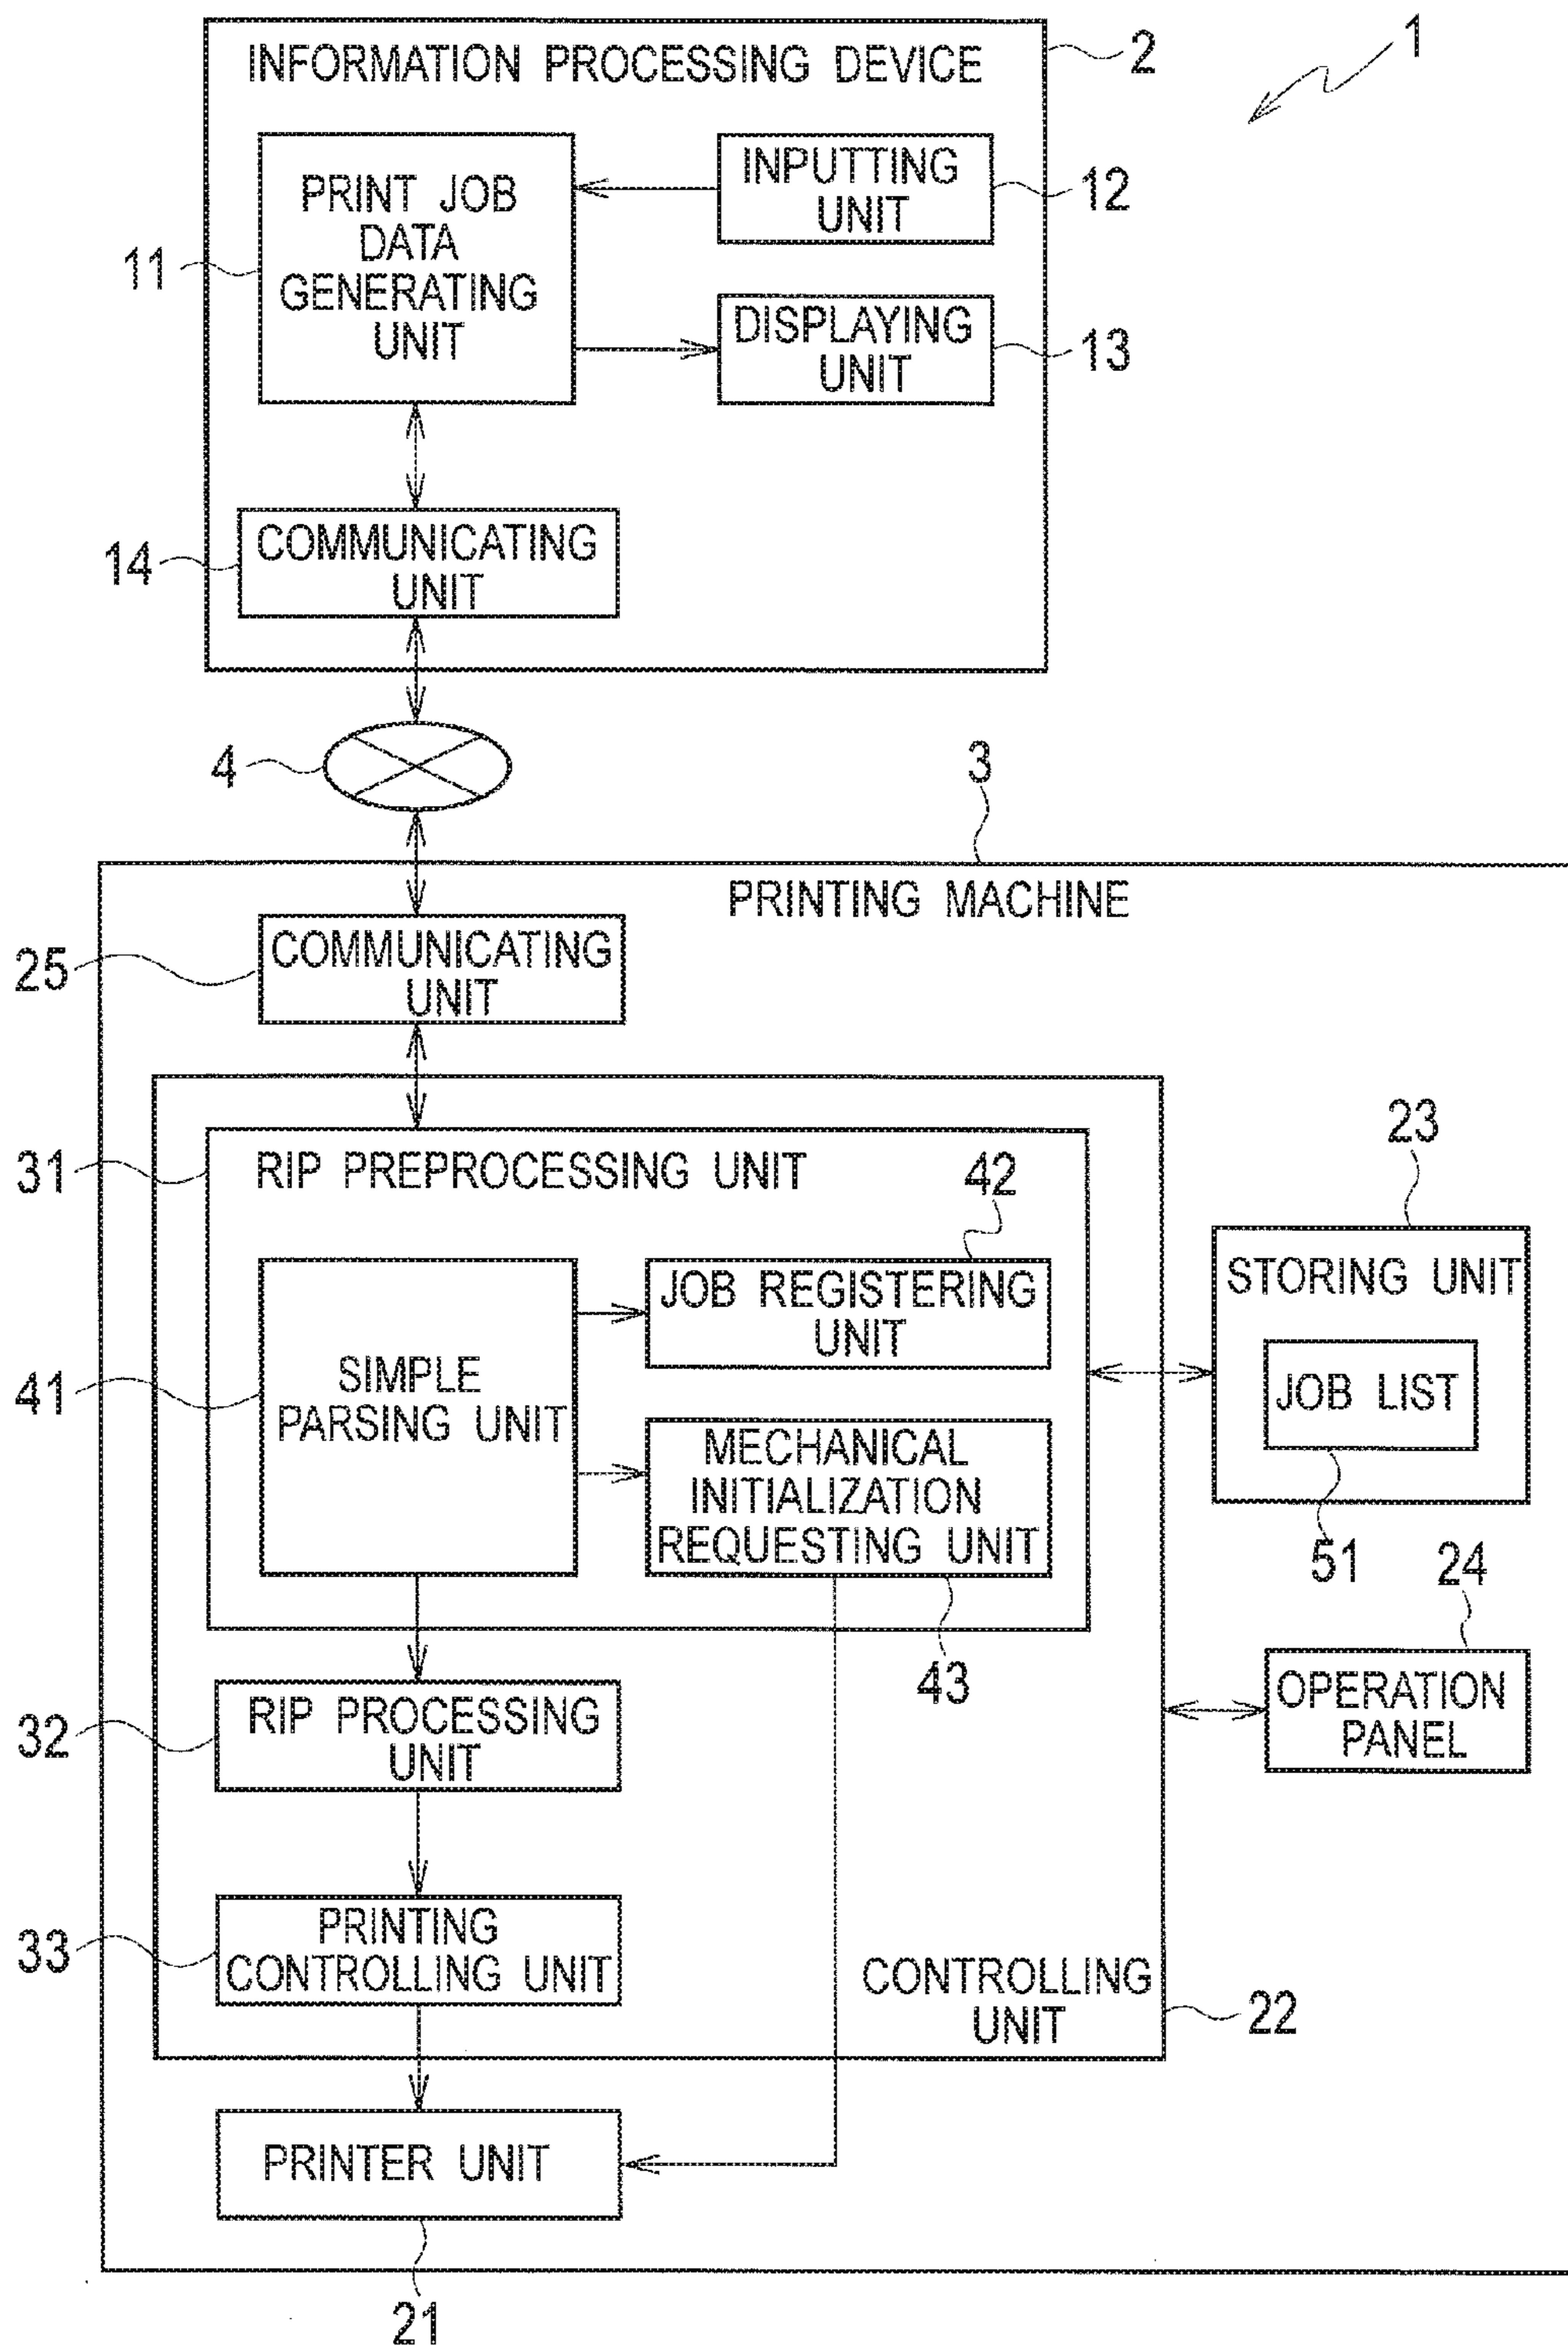 1
INFORMATION PROCESSING DEVICE
2
PRINT JOB
DATA
GENERATING
UNIT
11
INPUTTING
UNIT
12
DISPLAYING
UNIT
13
COMMUNICATING
UNIT
14
4
3
PRINTING MACHINE
COMMUNICATING
UNIT
25
31
RIP PREPROCESSING UNIT
42
JOB REGISTERING
UNIT
SIMPLE
PARSING UNIT
41
MECHANICAL
INITIALIZATION
REQUESTING UNIT
43
23
STORING UNIT
JOB LIST
51
24
OPERATION
PANEL
RIP PROCESSING
UNIT
32
PRINTING
CONTROLLING UNIT
33
CONTROLLING
UNIT
22
PRINTER UNIT
21